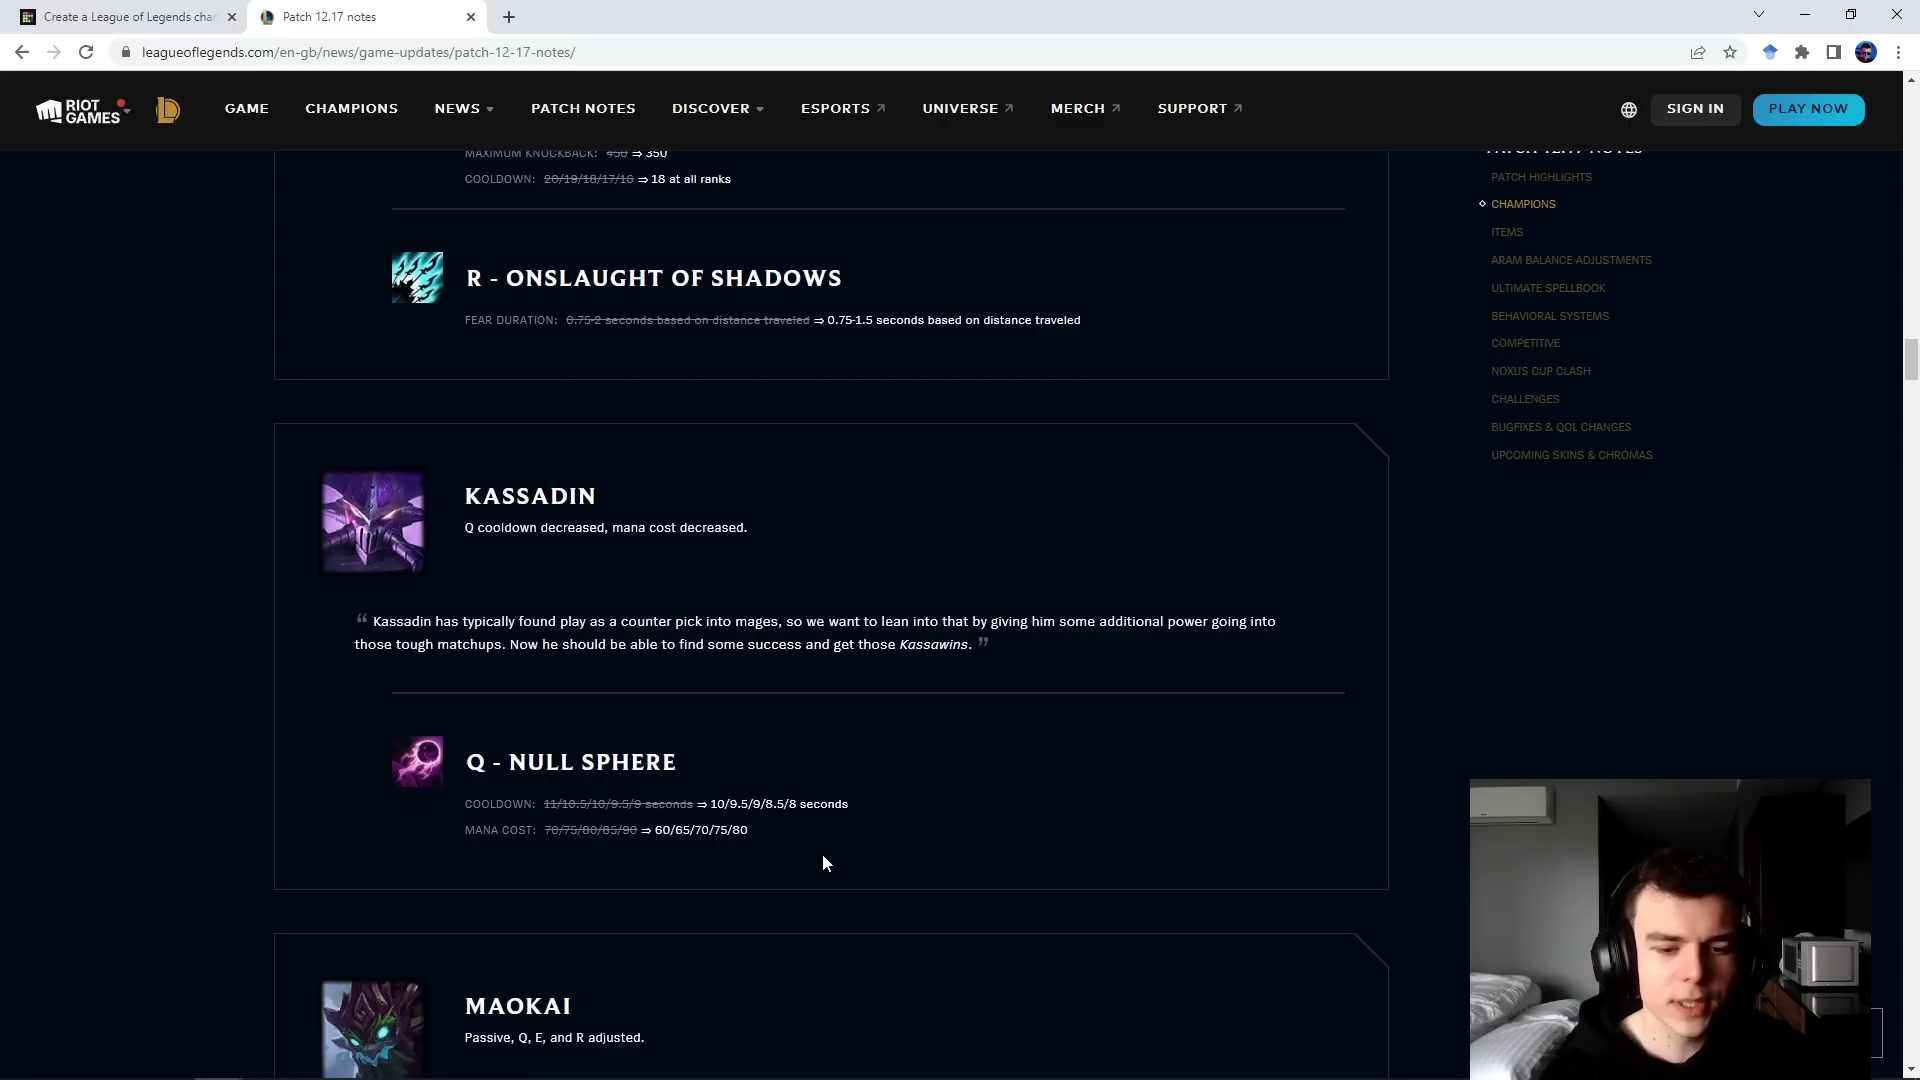 Create a League of Legends chan
Patch 12.17 notes
leagueoflegends.com/en-gb/news/game-updates/patch-12-17-notes/
RIOT GAMES
GAME
CHAMPIONS
NEWS
PATCH NOTES
DISCOVER
ESPORTS
UNIVERSE
MERCH
SUPPORT
SIGN IN
PLAY NOW
MAXIMUM KNOCKBACK: 450 ⇒ 350
COOLDOWN: 20/19/18/17/16 ⇒ 18 at all ranks
R - ONSLAUGHT OF SHADOWS
FEAR DURATION: 0.75-2 seconds based on distance traveled ⇒ 0.75-1.5 seconds based on distance traveled
KASSADIN
Q cooldown decreased, mana cost decreased.
“ Kassadin has typically found play as a counter pick into mages, so we want to lean into that by giving him some additional power going into
those tough matchups. Now he should be able to find some success and get those Kassawins. ”
Q - NULL SPHERE
COOLDOWN: 11/10.5/10/9.5/9 seconds ⇒ 10/9.5/9/8.5/8 seconds
MANA COST: 70/75/80/85/90 ⇒ 60/65/70/75/80
MAOKAI
Passive, Q, E, and R adjusted.
PATCH 12.17 NOTES
PATCH HIGHLIGHTS
CHAMPIONS
ITEMS
ARAM BALANCE ADJUSTMENTS
ULTIMATE SPELLBOOK
BEHAVIORAL SYSTEMS
COMPETITIVE
NOXUS CUP CLASH
CHALLENGES
BUGFIXES & QOL CHANGES
UPCOMING SKINS & CHROMAS